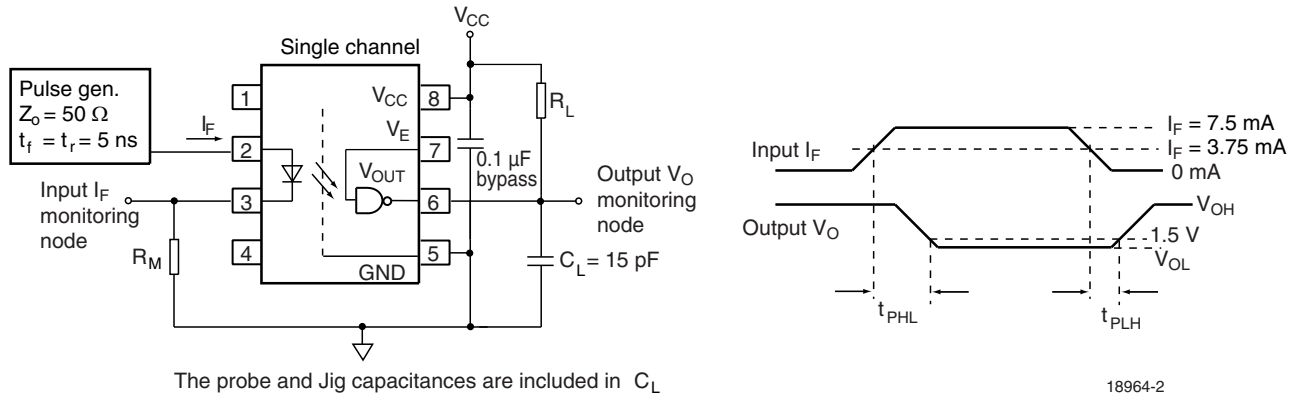 V_CC
Single channel
Pulse gen.
Z_o = 50 Ω
t_f = t_r = 5 ns
I_F
1
2
3
4
V_CC
8
V_E
7
V_OUT
6
5
GND
R_L
0.1 µF
bypass
Input I_F
monitoring
node
R_M
Output V_O
monitoring
node
C_L = 15 pF
The probe and Jig capacitances are included in C_L
Input I_F
I_F = 7.5 mA
I_F = 3.75 mA
0 mA
Output V_O
V_OH
1.5 V
V_OL
t_PHL
t_PLH
18964-2